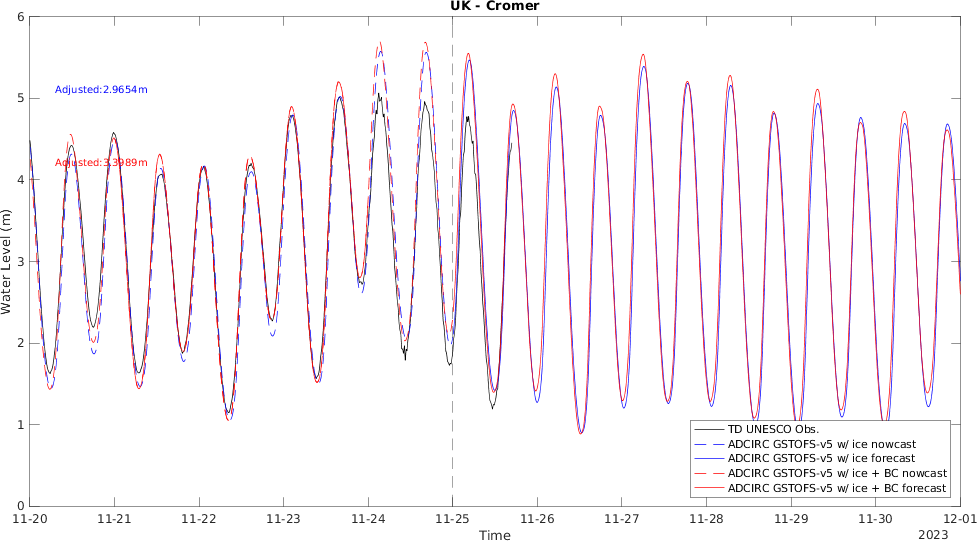 UK - Cromer
Water Level (m)
6
5
4
3
2
1
0
Adjusted:2.9654m
Adjusted:3.3989m
TD UNESCO Obs.
ADCIRC GSTOFS-v5 w/ ice nowcast
ADCIRC GSTOFS-v5 w/ ice forecast
ADCIRC GSTOFS-v5 w/ ice + BC nowcast
ADCIRC GSTOFS-v5 w/ ice + BC forecast
11-20 11-21 11-22 11-23 11-24 11-25 11-26 11-27 11-28 11-29 11-30 12-01
Time
2023